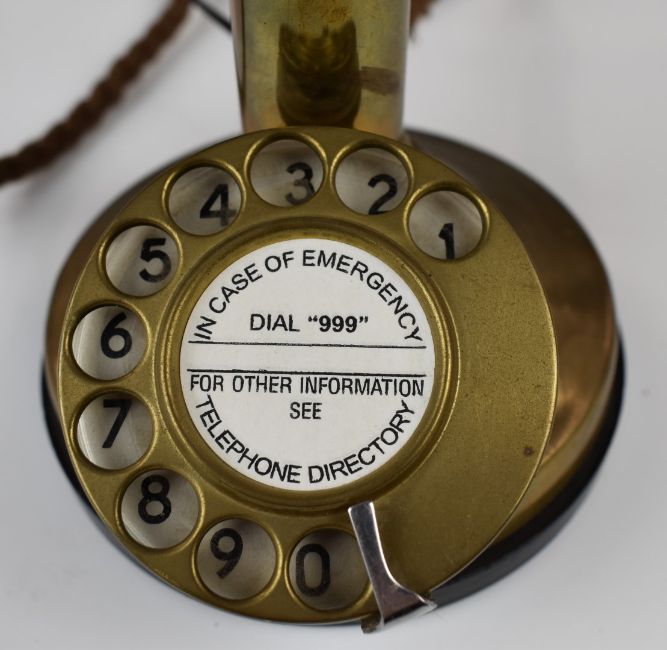 IN CASE OF EMERGENCY
DIAL “999”
FOR OTHER INFORMATION
SEE
TELEPHONE DIRECTORY
1
2
3
4
5
6
7
8
9
0